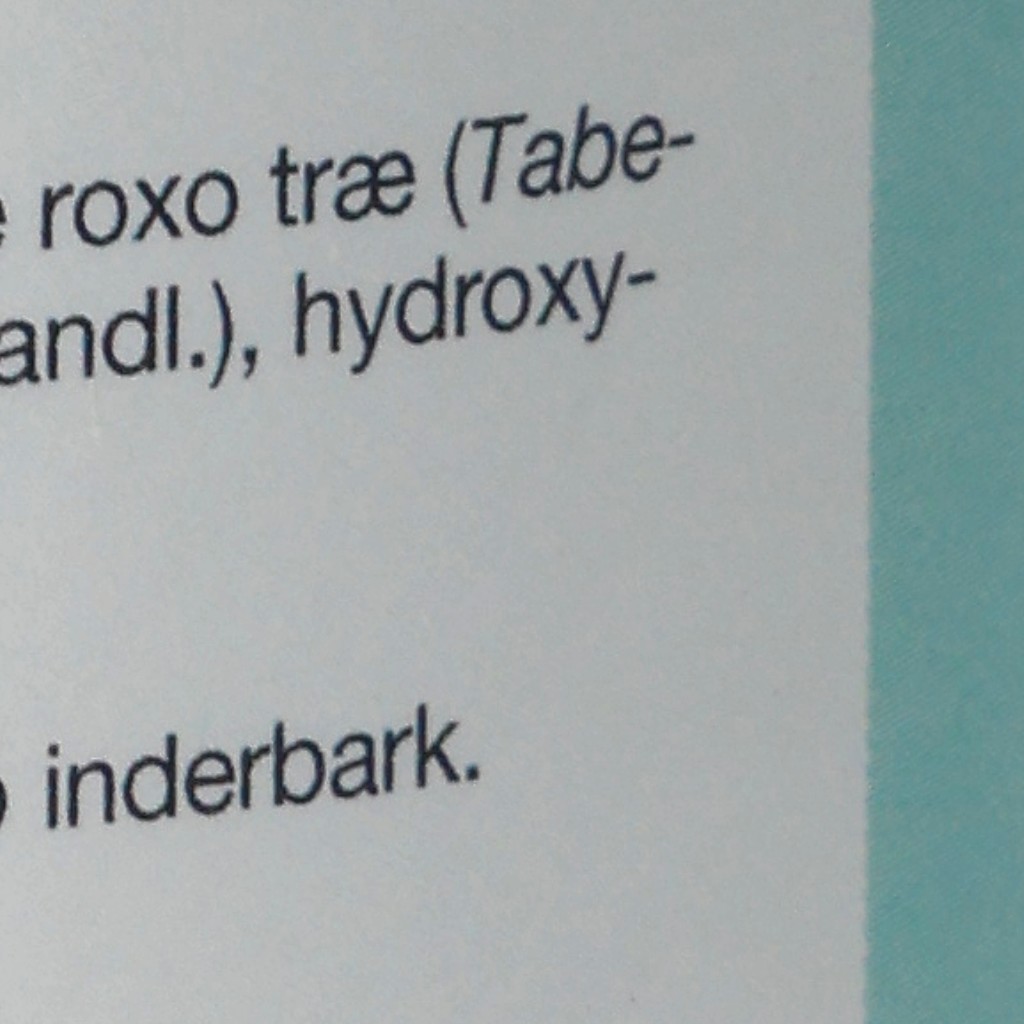 roxo træ (Tabe-
andl.), hydroxy-
inderbark.